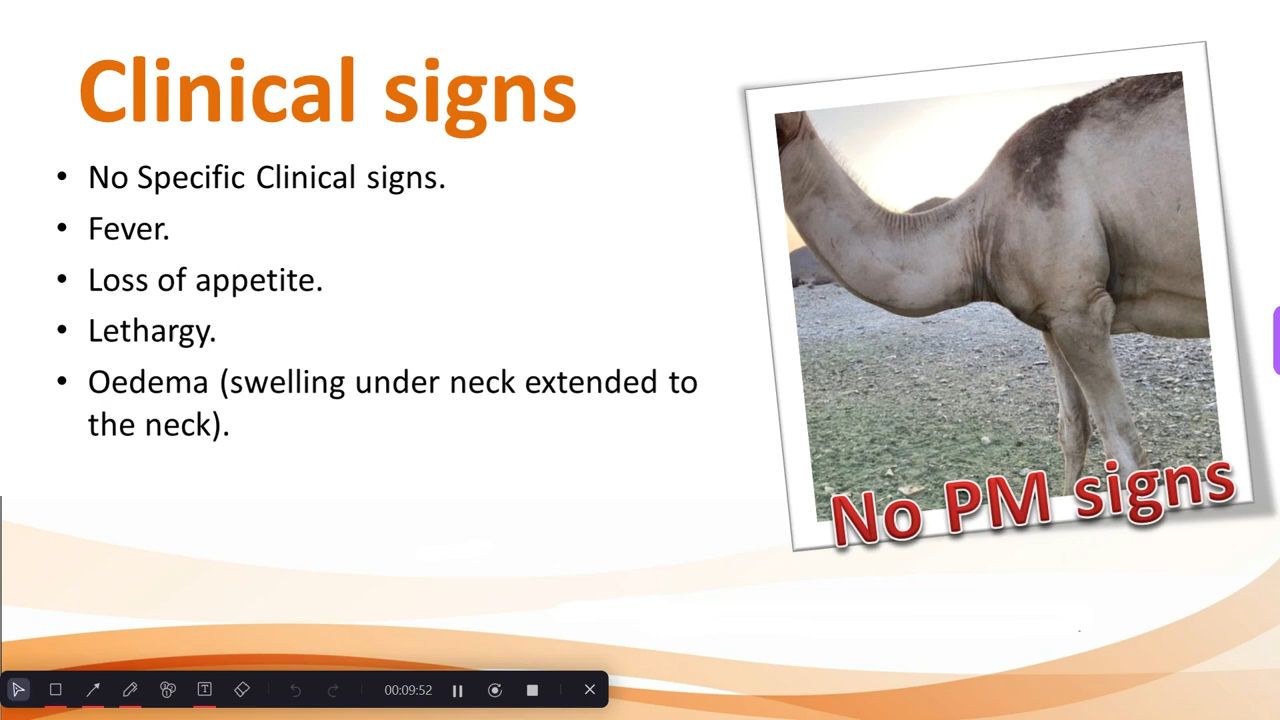 Clinical signs
• No Specific Clinical signs.
• Fever.
• Loss of appetite.
• Lethargy.
• Oedema (swelling under neck extended to
the neck).
No PM signs
00:09:52